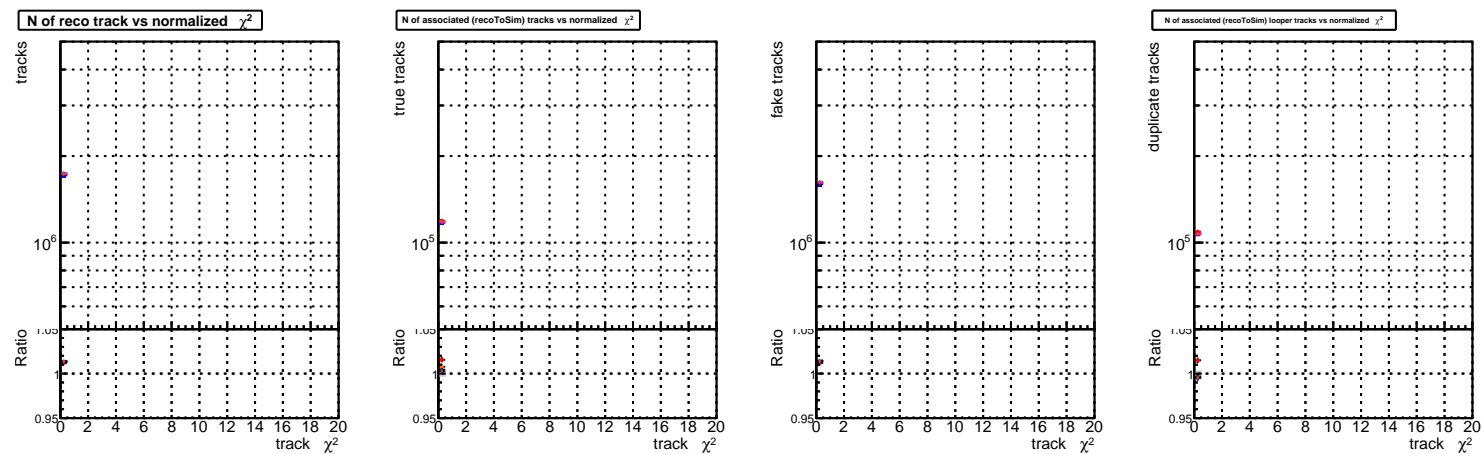 N of reco track vs normalized χ²
tracks
10⁶
Ratio
1.05
1
0.95
0 2 4 6 8 10 12 14 16 18 20
track χ²
N of associated (recoToSim) tracks vs normalized χ²
true tracks
10⁵
Ratio
1.05
1
0.95
0 2 4 6 8 10 12 14 16 18 20
track χ²
fake tracks
10⁶
Ratio
1.05
1
0.95
0 2 4 6 8 10 12 14 16 18 20
track χ²
N of associated (recoToSim) looper tracks vs normalized χ²
duplicate tracks
10⁵
Ratio
1.05
1
0.95
0 2 4 6 8 10 12 14 16 18 20
track χ²